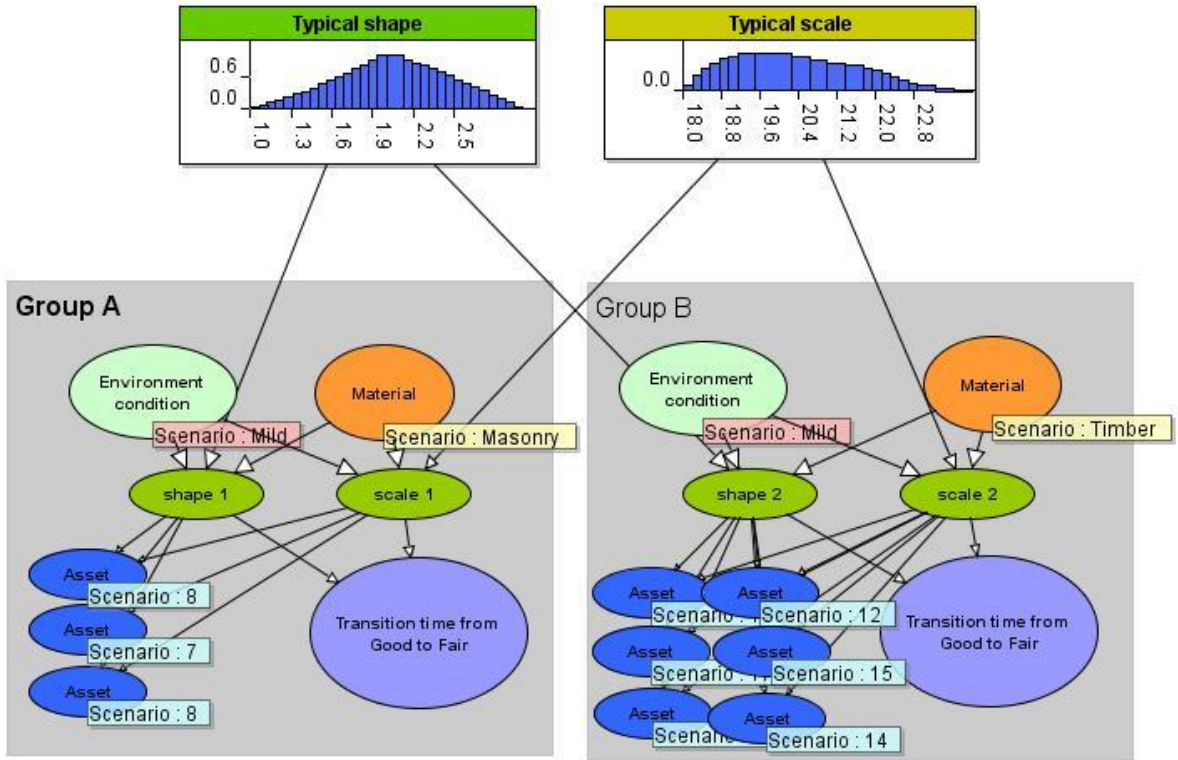 Typical shape
0.6
0.0
1.0
1.3
1.6
1.9
2.2
2.5
Typical scale
0.0
18.0
18.8
19.6
20.4
21.2
22.0
22.8
Group A
Environment
condition
Material
Scenario : Mild
Scenario : Masonry
shape 1
scale 1
Asset
Scenario : 8
Asset
Scenario : 7
Asset
Scenario : 8
Transition time from
Good to Fair
Group B
Environment
condition
Material
Scenario : Mild
Scenario : Timber
shape 2
scale 2
Asset
Scenario :
Asset
Scenario : 12
Asset
Scenario :
Asset
Scenario : 15
Asset
Scenario
Asset
Scenario : 14
Transition time from
Good to Fair